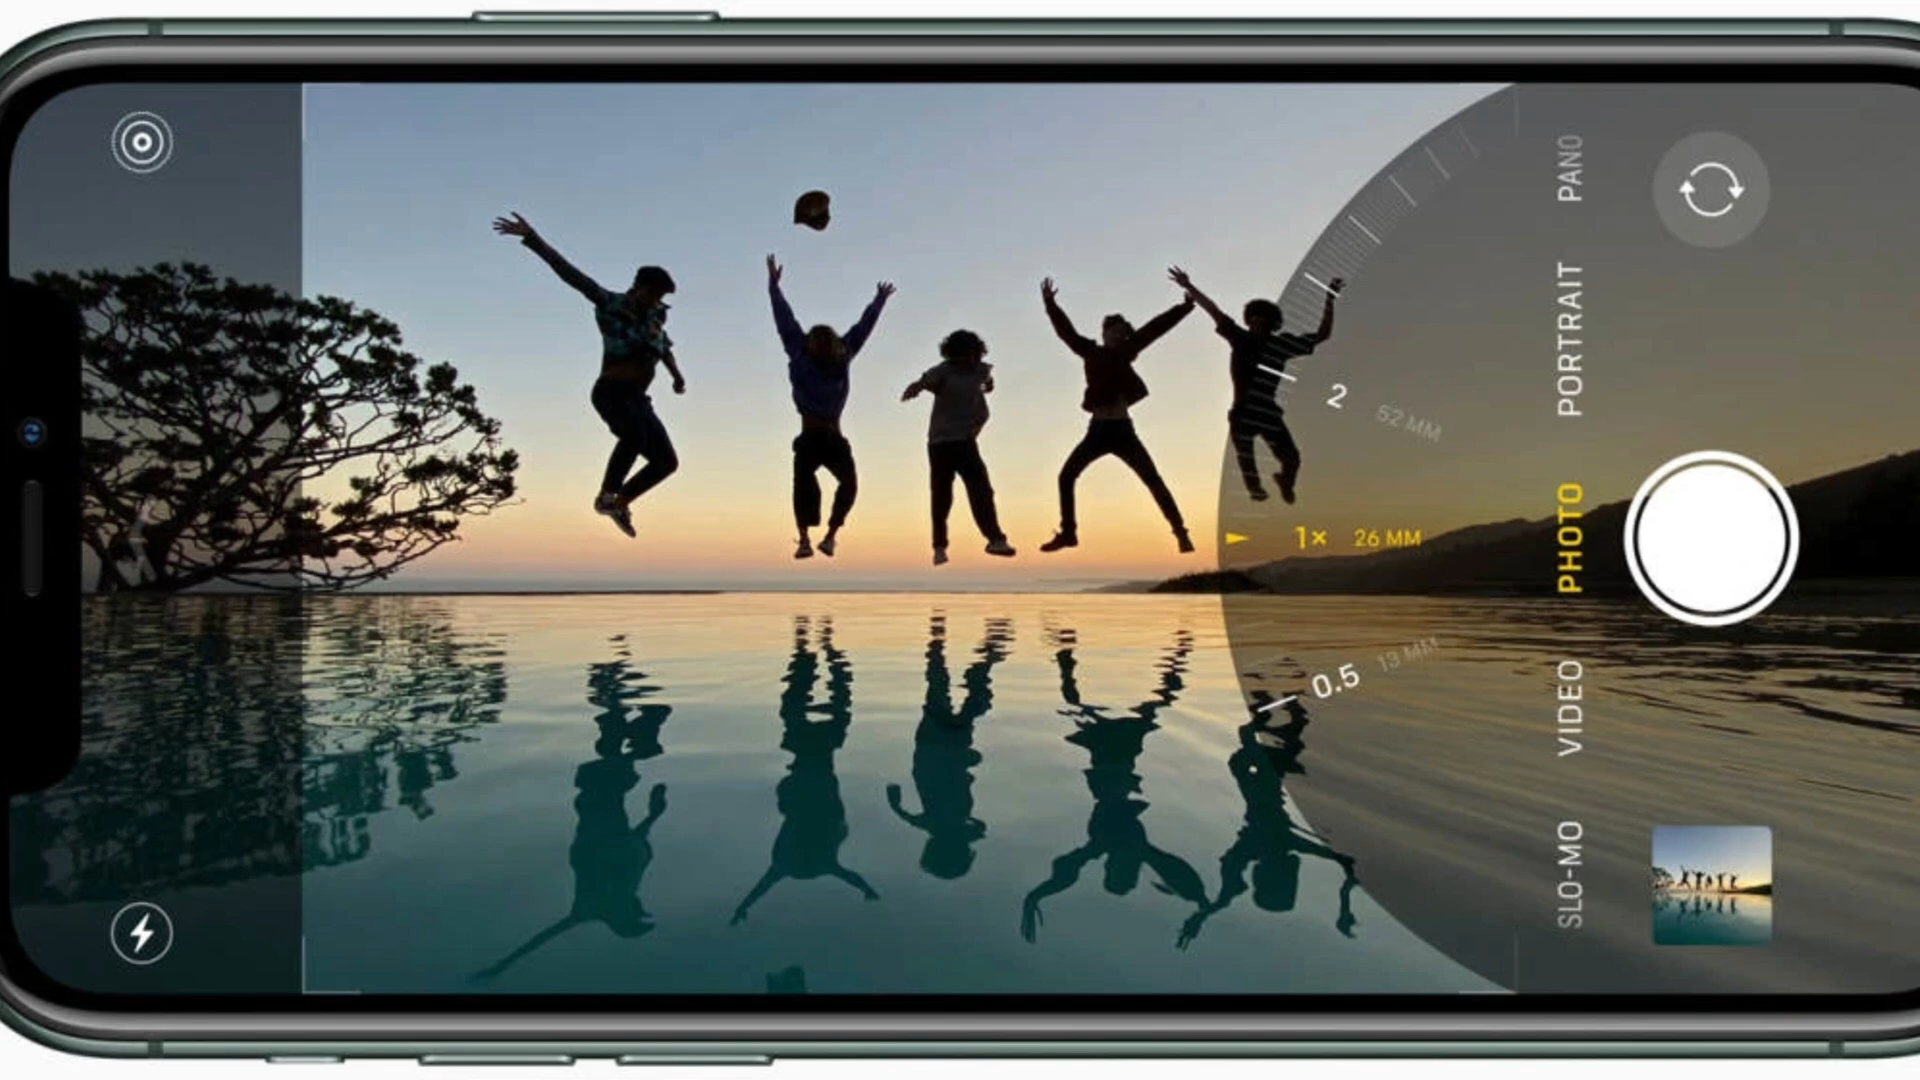 PANO
PORTRAIT
PHOTO
VIDEO
SLO-MO
2 52 MM
1× 26 MM
0.5 13 MM